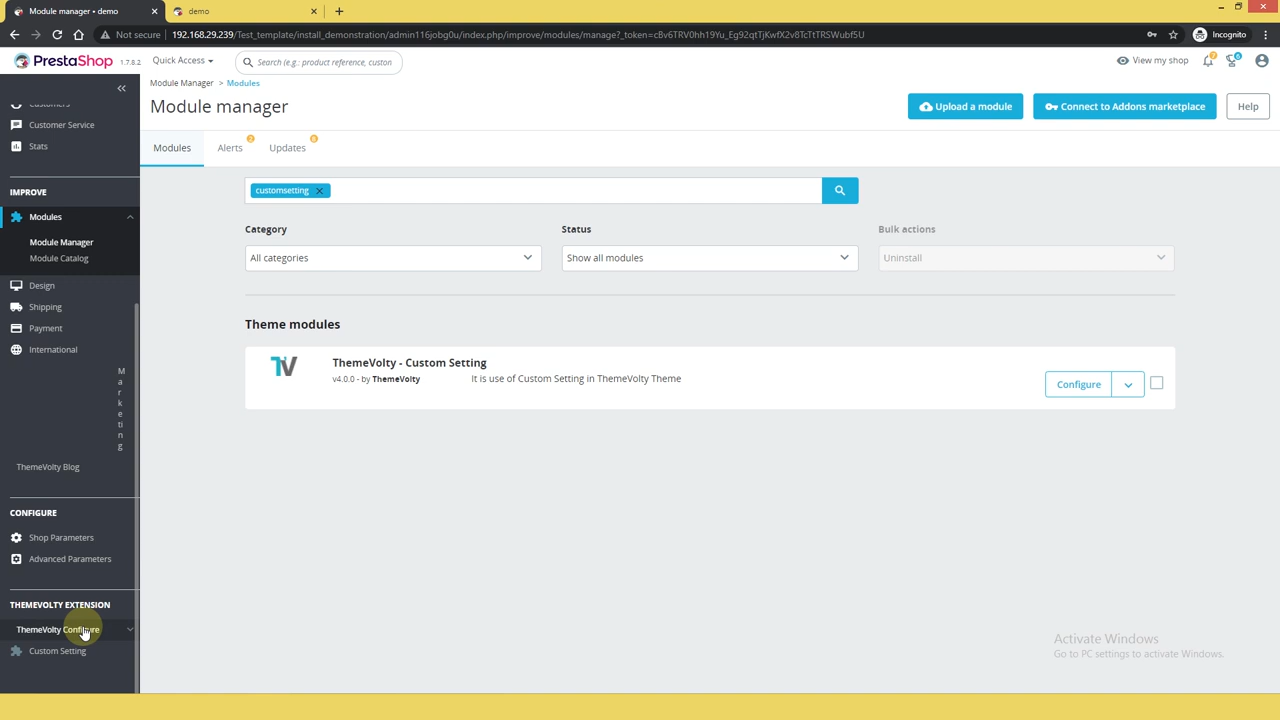 Module manager • demo
demo
Not secure
192.168.29.239/Test_template/install_demonstration/admin116jobg0u/index.php/improve/modules/manage?_token=c8v6TRV0hh19Yu_Eg92qtTjKwfX2v8TcTtTRSWubf5U
Incognito
PrestaShop 1.7.8.2
Quick Access
Search (e.g.: product reference, custon
View my shop
Module Manager > Modules
Module manager
Upload a module
Connect to Addons marketplace
Help
Modules
Alerts
2
Updates
8
Customers
Customer Service
Stats
IMPROVE
Modules
Module Manager
Module Catalog
Design
Shipping
Payment
International
M
a
r
k
e
ti
n
g
ThemeVolty Blog
CONFIGURE
Shop Parameters
Advanced Parameters
THEMEVOLTY EXTENSION
ThemeVolty Configure
Custom Setting
customsetting
Category
Status
Bulk actions
All categories
Show all modules
Uninstall
Theme modules
TV
ThemeVolty - Custom Setting
v4.0.0 - by ThemeVolty
It is use of Custom Setting in ThemeVolty Theme
Configure
Activate Windows
Go to PC settings to activate Windows.